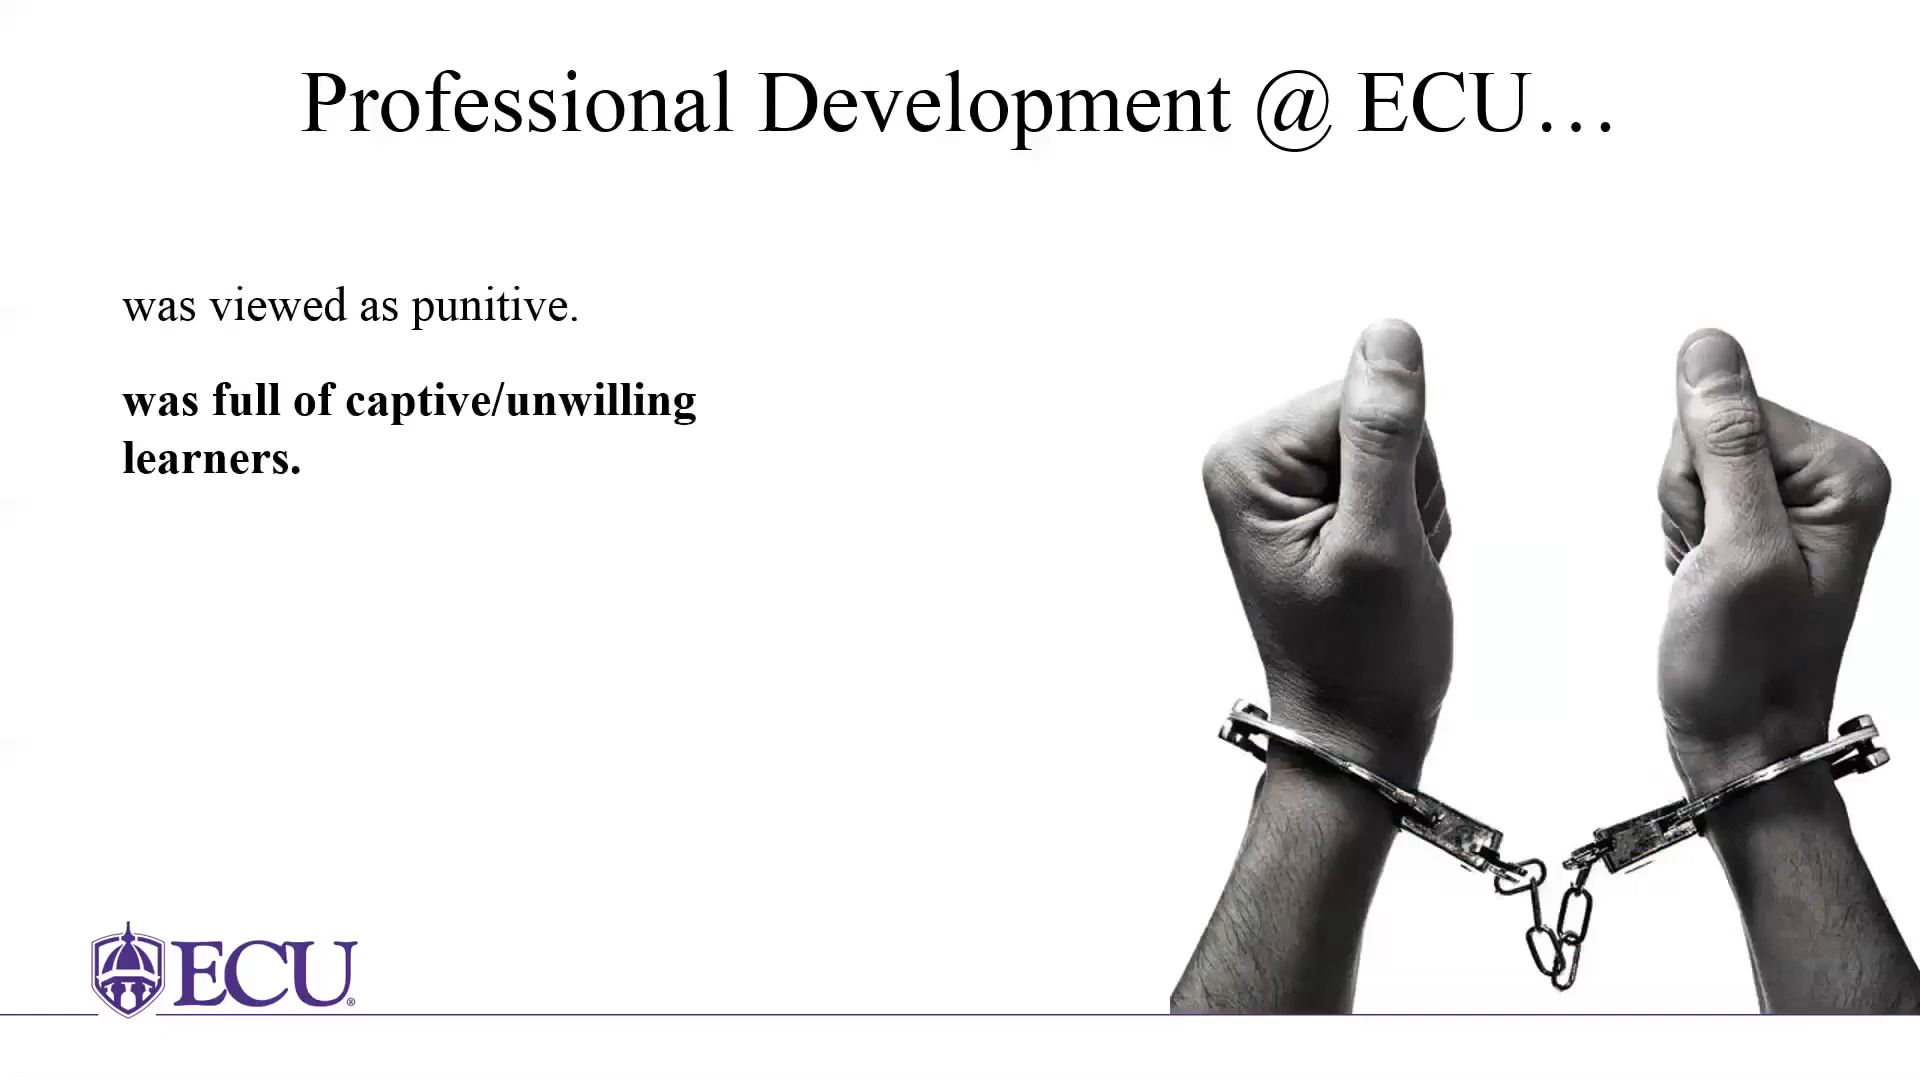 Professional Development @ ECU…
was viewed as punitive.
was full of captive/unwilling
learners.
ECU®